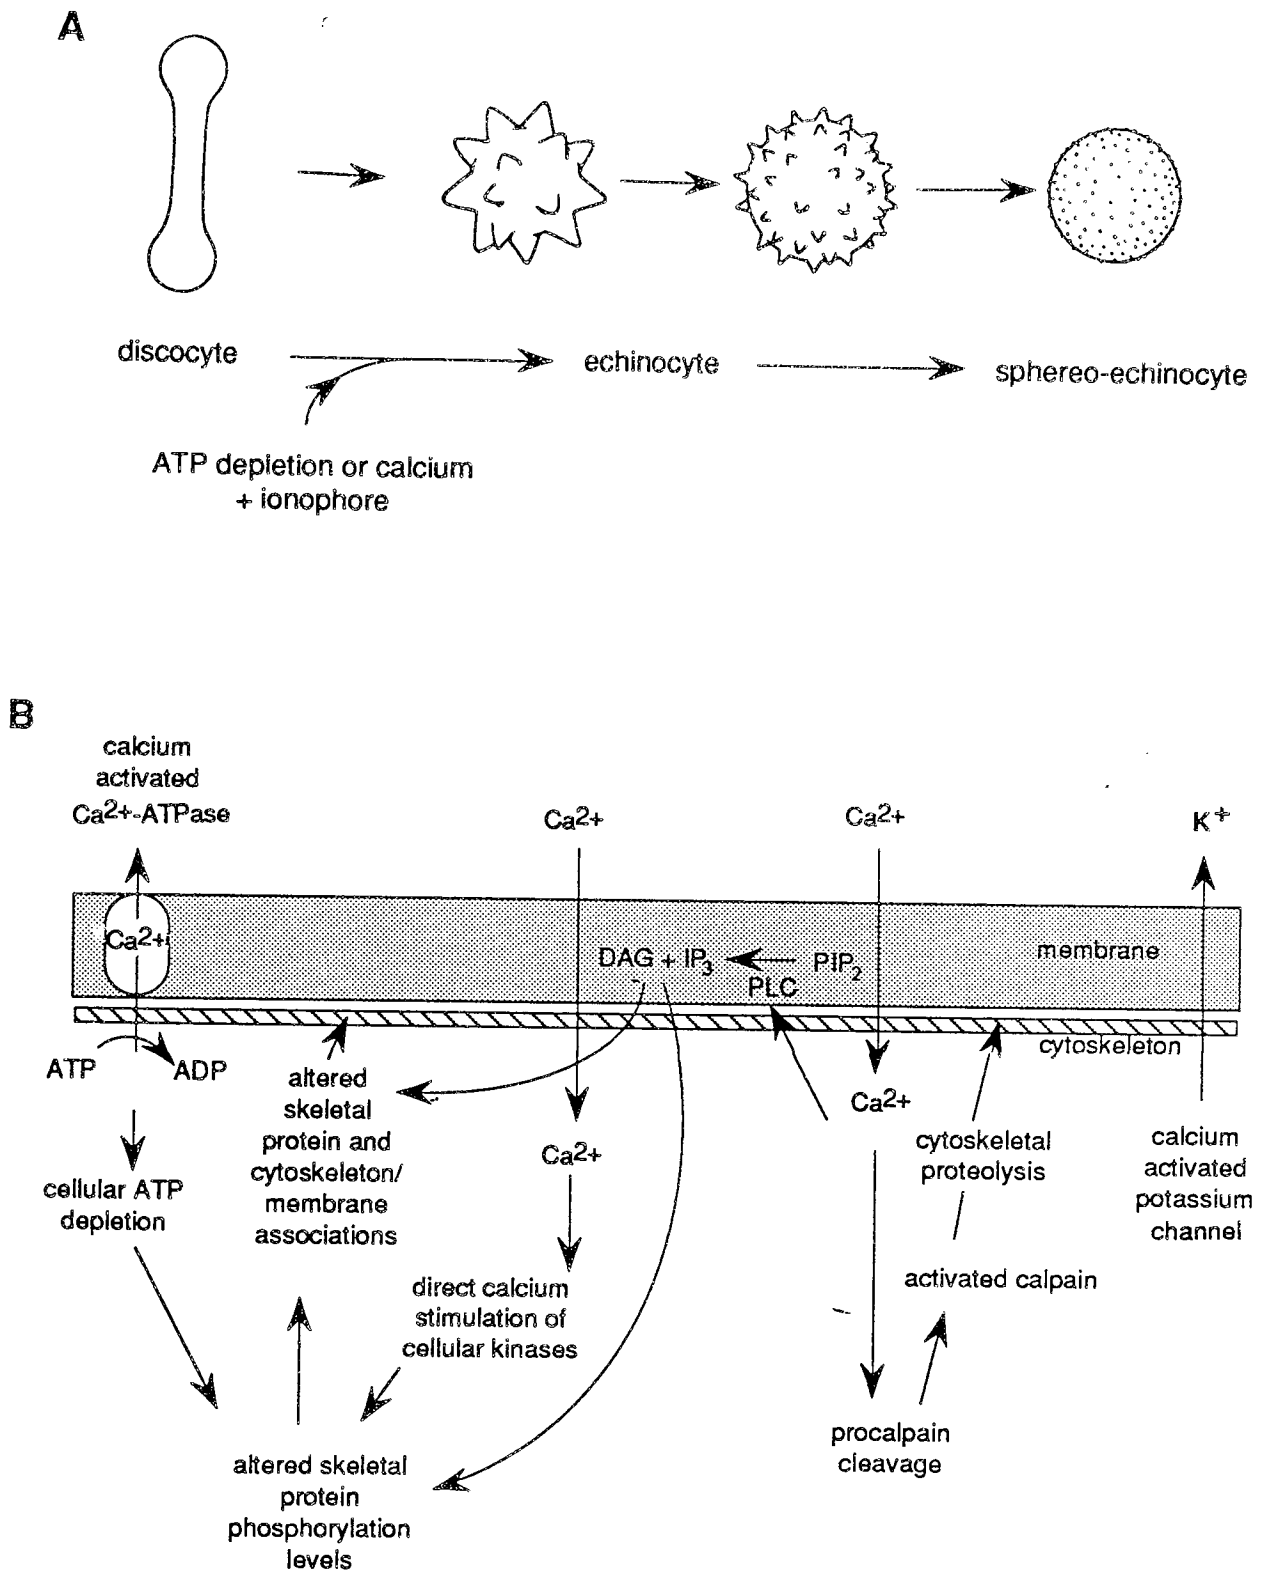 A
discocyte
echinocyte
sphereo-echinocyte
ATP depletion or calcium
+ ionophore
B
calcium
activated
Ca2+-ATPase
Ca2+
Ca2+
K+
Ca2+
DAG + IP3
PIP2
PLC
membrane
cytoskeleton
ATP
ADP
cellular ATP
depletion
altered
skeletal
protein and
cytoskeleton/
membrane
associations
Ca2+
direct calcium
stimulation of
cellular kinases
altered skeletal
protein
phosphorylation
levels
Ca2+
cytoskeletal
proteolysis
activated calpain
procalpain
cleavage
calcium
activated
potassium
channel